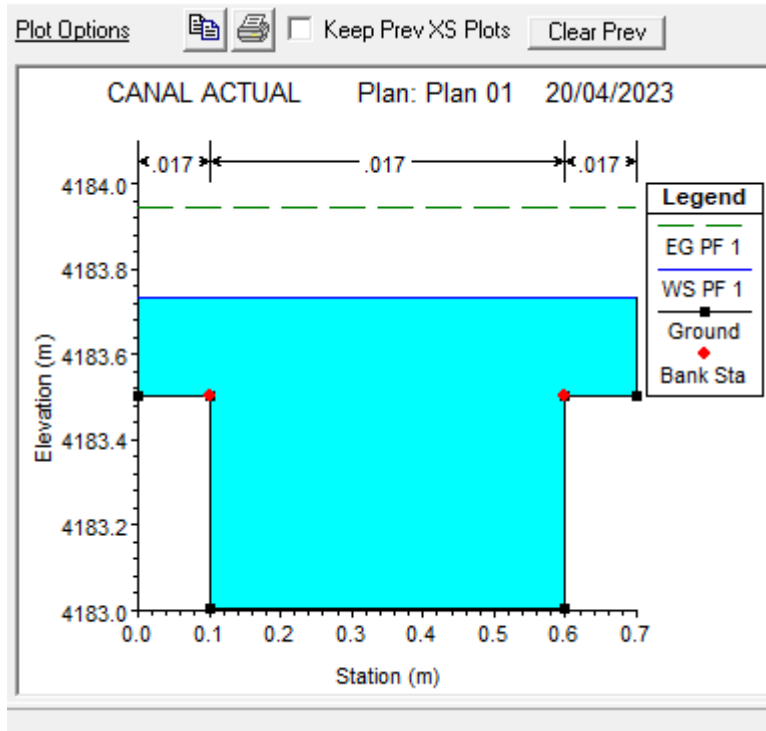 Plot Options Keep Prev XS Plots Clear Prev
CANAL ACTUAL Plan: Plan 01 20/04/2023
.017 .017 .017
4184.0
4183.8
4183.6
4183.4
4183.2
4183.0
Elevation (m)
0.0 0.1 0.2 0.3 0.4 0.5 0.6 0.7
Station (m)
Legend
EG PF 1
WS PF 1
Ground
Bank Sta